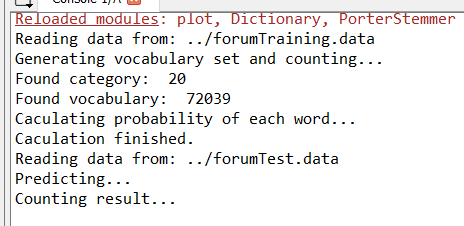 Console 1/A
Reloaded modules: plot, Dictionary, PorterStemmer
Reading data from: ../forumTraining.data
Generating vocabulary set and counting...
Found category:  20
Found vocabulary:  72039
Caculating probability of each word...
Caculation finished.
Reading data from: ../forumTest.data
Predicting...
Counting result...